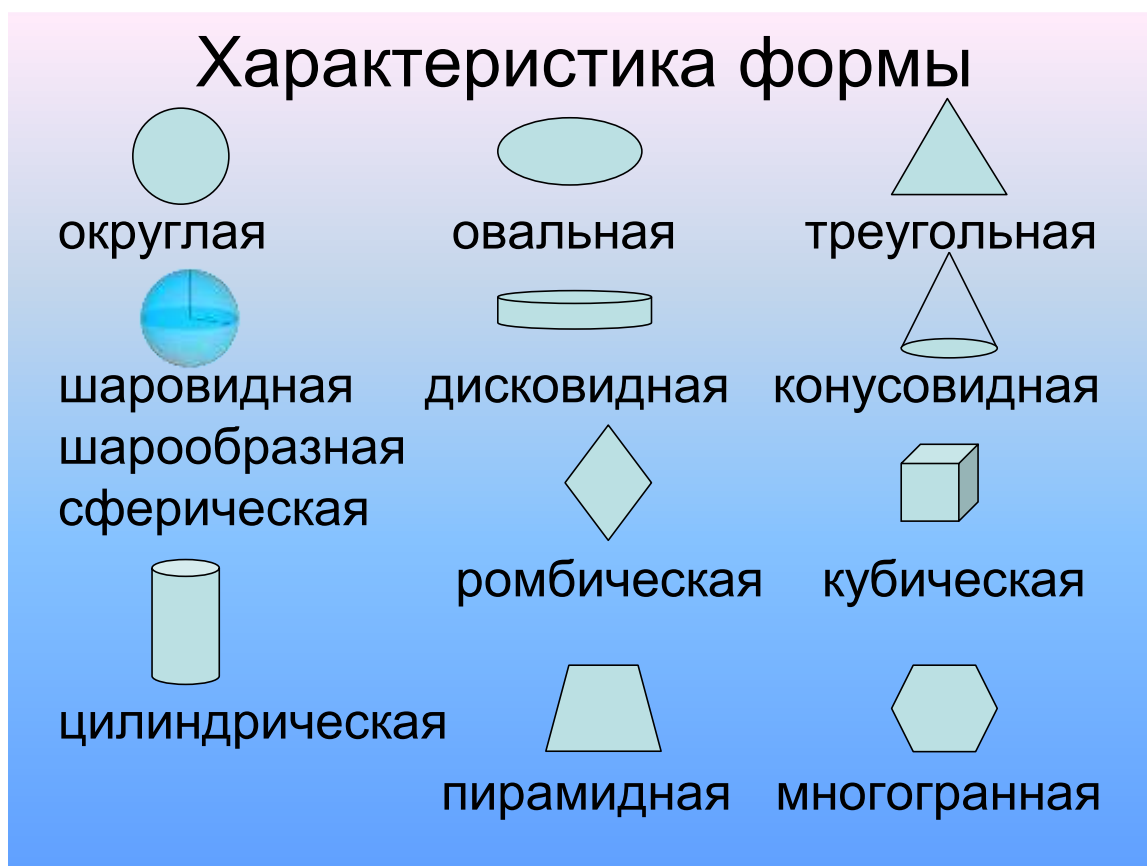 Характеристика формы
округлая овальная треугольная
шаровидная дисковидная конусовидная
шарообразная
сферическая
ромбическая кубическая
цилиндрическая
пирамидная многогранная